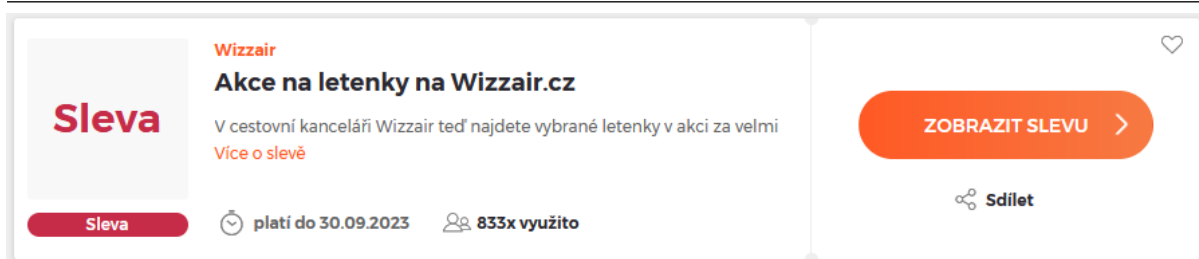 Sleva
Sleva
Wizzair
Akce na letenky na Wizzair.cz
V cestovní kanceláři Wizzair teď najdete vybrané letenky v akci za velmi
Více o slevě
platí do 30.09.2023
833x využito
ZOBRAZIT SLEVU
Sdílet